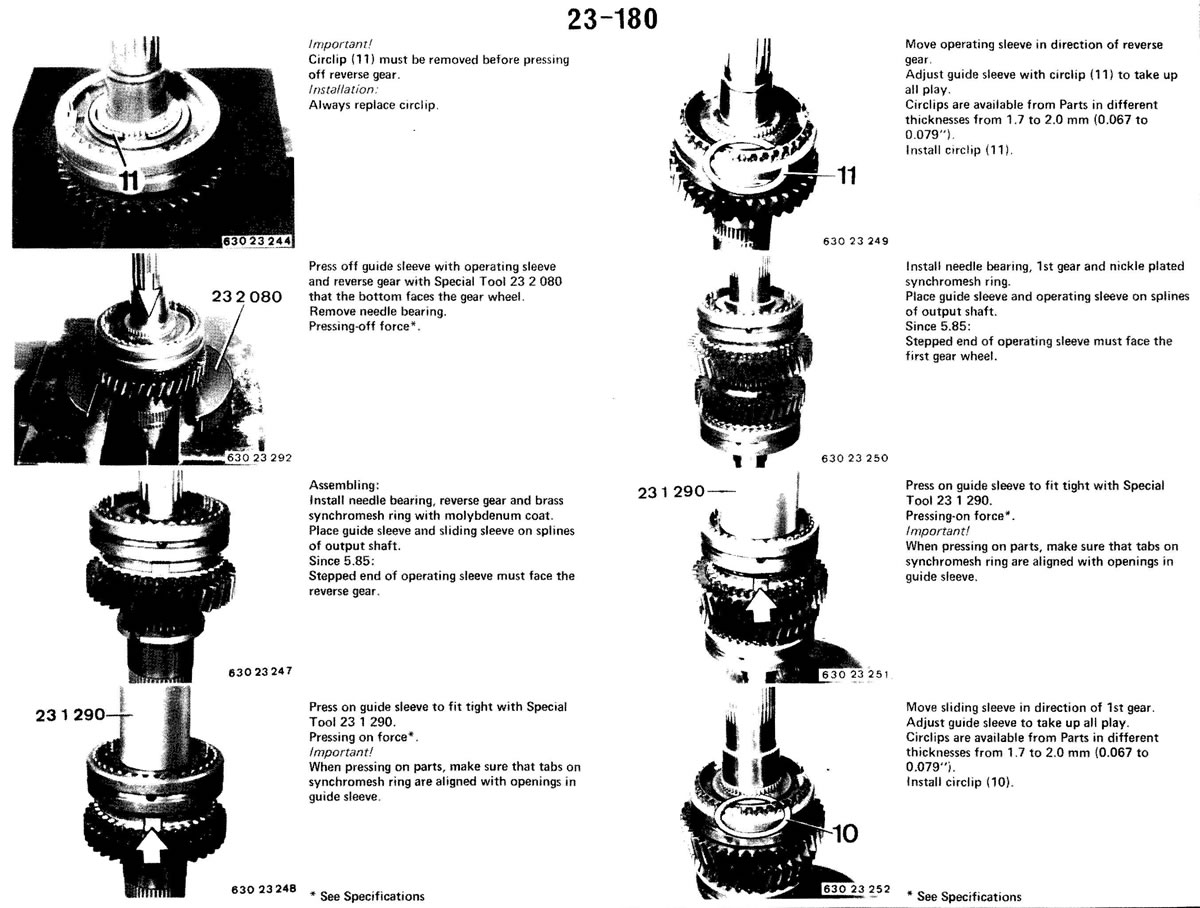 23-180
Important!
Circlip (11) must be removed before pressing
off reverse gear.
Installation:
Always replace circlip.
11
630 23 244
Press off guide sleeve with operating sleeve
and reverse gear with Special Tool 23 2 080
that the bottom faces the gear wheel.
Remove needle bearing.
Pressing-off force*.
23 2 080
630 23 292
Assembling:
Install needle bearing, reverse gear and brass
synchromesh ring with molybdenum coat.
Place guide sleeve and sliding sleeve on splines
of output shaft.
Since 5.85:
Stepped end of operating sleeve must face the
reverse gear.
630 23 247
Press on guide sleeve to fit tight with Special
Tool 23 1 290.
Pressing on force*.
Important!
When pressing on parts, make sure that tabs on
synchromesh ring are aligned with openings in
guide sleeve.
23 1 290
630 23 248
* See Specifications
Move operating sleeve in direction of reverse
gear.
Adjust guide sleeve with circlip (11) to take up
all play.
Circlips are available from Parts in different
thicknesses from 1.7 to 2.0 mm (0.067 to
0.079").
Install circlip (11).
11
630 23 249
Install needle bearing, 1st gear and nickle plated
synchromesh ring.
Place guide sleeve and operating sleeve on splines
of output shaft.
Since 5.85:
Stepped end of operating sleeve must face the
first gear wheel.
630 23 250
Press on guide sleeve to fit tight with Special
Tool 23 1 290.
Pressing-on force*.
Important!
When pressing on parts, make sure that tabs on
synchromesh ring are aligned with openings in
guide sleeve.
23 1 290
630 23 251
Move sliding sleeve in direction of 1st gear.
Adjust guide sleeve to take up all play.
Circlips are available from Parts in different
thicknesses from 1.7 to 2.0 mm (0.067 to
0.079").
Install circlip (10).
10
630 23 252
* See Specifications